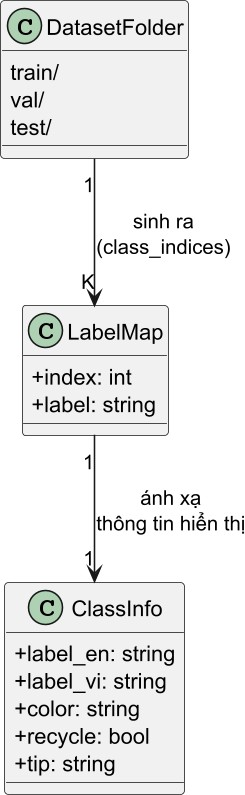 C DatasetFolder
train/
val/
test/
1
sinh ra
(class_indices)
K
C LabelMap
+index: int
+label: string
1
ánh xạ
thông tin hiển thị
1
C ClassInfo
+label_en: string
+label_vi: string
+color: string
+recycle: bool
+tip: string